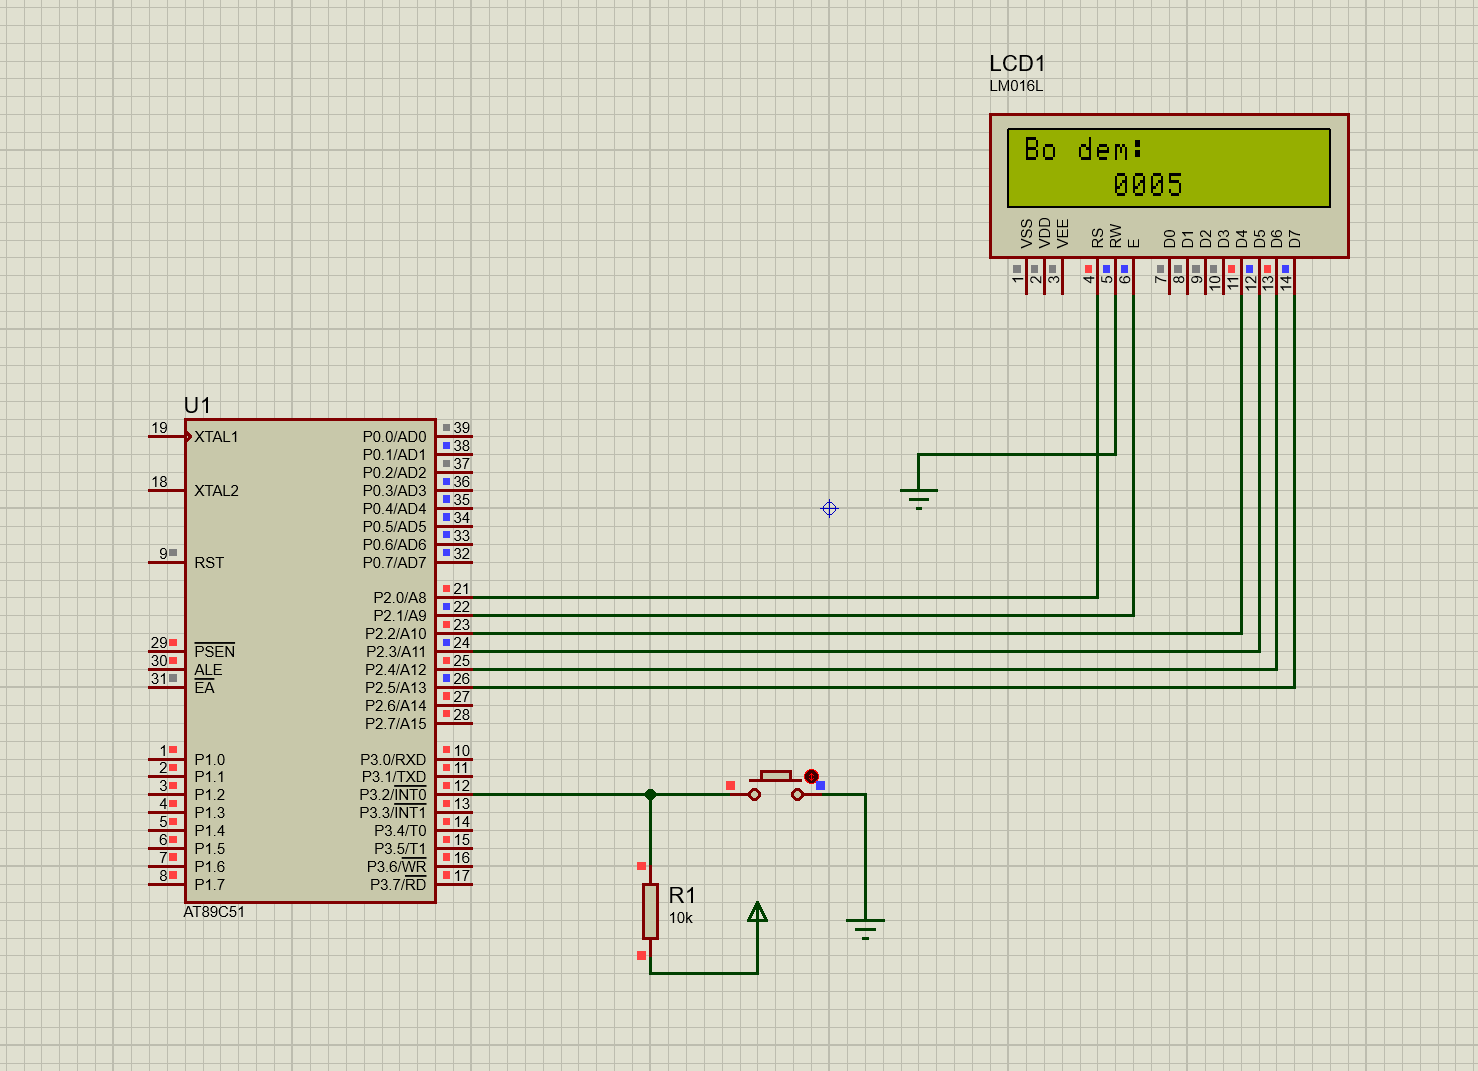 LCD1
LM016L
Bo dem:
0005
VSS
VDD
VEE
RS
RW
E
D0
D1
D2
D3
D4
D5
D6
D7
1
2
3
4
5
6
7
8
9
10
11
12
13
14
U1
19 XTAL1
18 XTAL2
9 RST
29 PSEN
30 ALE
31 EA
1 P1.0
2 P1.1
3 P1.2
4 P1.3
5 P1.4
6 P1.5
7 P1.6
8 P1.7
P0.0/AD0 39
P0.1/AD1 38
P0.2/AD2 37
P0.3/AD3 36
P0.4/AD4 35
P0.5/AD5 34
P0.6/AD6 33
P0.7/AD7 32
P2.0/A8 21
P2.1/A9 22
P2.2/A10 23
P2.3/A11 24
P2.4/A12 25
P2.5/A13 26
P2.6/A14 27
P2.7/A15 28
P3.0/RXD 10
P3.1/TXD 11
P3.2/INT0 12
P3.3/INT1 13
P3.4/T0 14
P3.5/T1 15
P3.6/WR 16
P3.7/RD 17
AT89C51
R1
10k